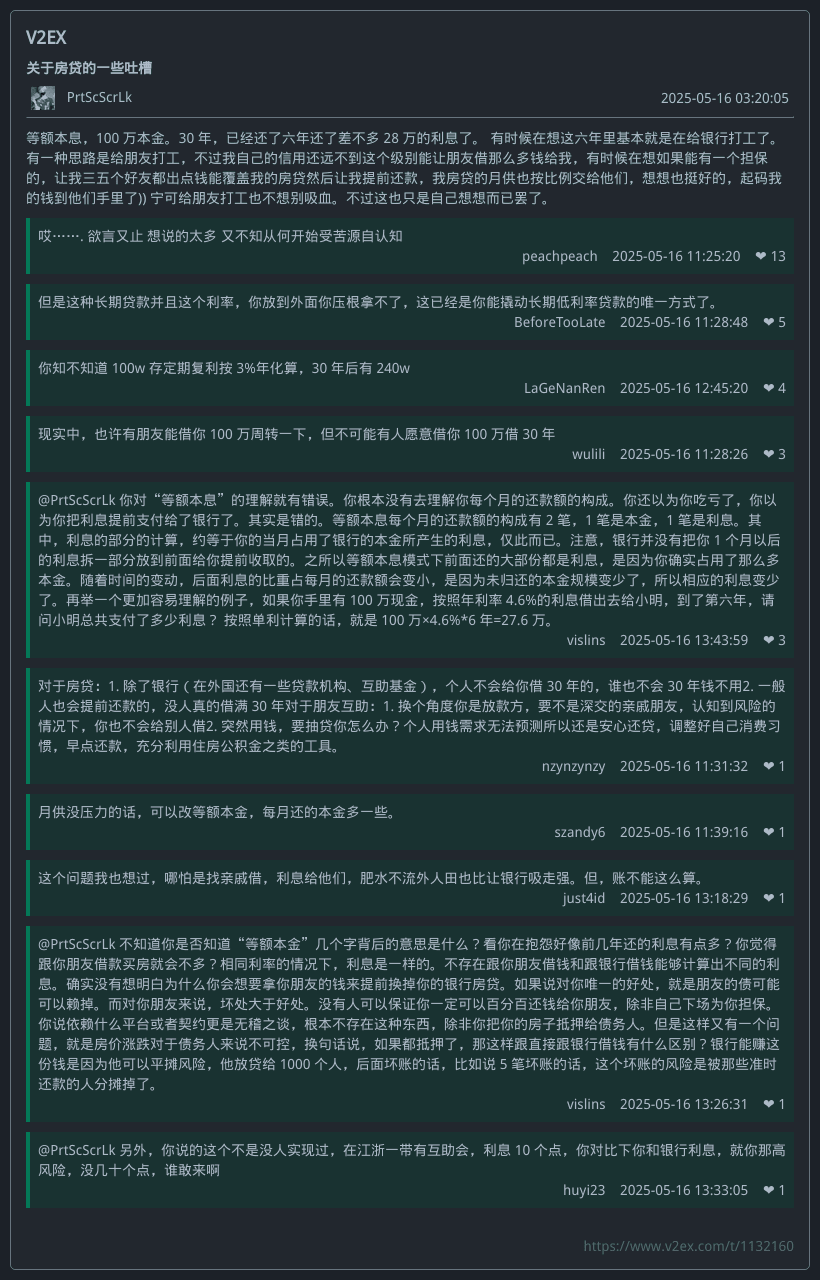 V2EX
关于房贷的一些吐槽
PrtScScrLk
2025-05-16 03:20:05
等额本息，100 万本金。30 年，已经还了六年还了差不多 28 万的利息了。 有时候在想这六年里基本就是在给银行打工了。
有一种思路是给朋友打工，不过我自己的信用还远不到这个级别能让朋友借那么多钱给我，有时候在想如果能有一个担保
的，让我三五个好友都出点钱能覆盖我的房贷然后让我提前还款，我房贷的月供也按比例交给他们，想想也挺好的，起码我
的钱到他们手里了)) 宁可给朋友打工也不想别吸血。不过这也只是自己想想而已罢了。
哎……. 欲言又止 想说的太多 又不知从何开始受苦源自认知
peachpeach 2025-05-16 11:25:20 ❤ 13
但是这种长期贷款并且这个利率，你放到外面你压根拿不了，这已经是你能撬动长期低利率贷款的唯一方式了。
BeforeTooLate 2025-05-16 11:28:48 ❤ 5
你知不知道 100w 存定期复利按 3%年化算，30 年后有 240w
LaGeNanRen 2025-05-16 12:45:20 ❤ 4
现实中，也许有朋友能借你 100 万周转一下，但不可能有人愿意借你 100 万借 30 年
wulili 2025-05-16 11:28:26 ❤ 3
@PrtScScrLk 你对“等额本息”的理解就有错误。你根本没有去理解你每个月的还款额的构成。你还以为你吃亏了，你以
为你把利息提前支付给了银行了。其实是错的。等额本息每个月的还款额的构成有 2 笔，1 笔是本金，1 笔是利息。其
中，利息的部分的计算，约等于你的当月占用了银行的本金所产生的利息，仅此而已。注意，银行并没有把你 1 个月以后
的利息拆一部分放到前面给你提前收取的。之所以等额本息模式下前面还的大部份都是利息，是因为你确实占用了那么多
本金。随着时间的变动，后面利息的比重占每月的还款额会变小，是因为未归还的本金规模变少了，所以相应的利息变少
了。再举一个更加容易理解的例子，如果你手里有 100 万现金，按照年利率 4.6%的利息借出去给小明，到了第六年，请
问小明总共支付了多少利息？ 按照单利计算的话，就是 100 万×4.6%*6 年=27.6 万。
vislins 2025-05-16 13:43:59 ❤ 3
对于房贷：1. 除了银行（在外国还有一些贷款机构、互助基金），个人不会给你借 30 年的，谁也不会 30 年钱不用2. 一般
人也会提前还款的，没人真的借满 30 年对于朋友互助：1. 换个角度你是放款方，要不是深交的亲戚朋友，认知到风险的
情况下，你也不会给别人借2. 突然用钱，要抽贷你怎么办？个人用钱需求无法预测所以还是安心还贷，调整好自己消费习
惯，早点还款，充分利用住房公积金之类的工具。
nzynzynzy 2025-05-16 11:31:32 ❤ 1
月供没压力的话，可以改等额本金，每月还的本金多一些。
szandy6 2025-05-16 11:39:16 ❤ 1
这个问题我也想过，哪怕是找亲戚借，利息给他们，肥水不流外人田也比让银行吸走强。但，账不能这么算。
just4id 2025-05-16 13:18:29 ❤ 1
@PrtScScrLk 不知道你是否知道“等额本金”几个字背后的意思是什么？看你在抱怨好像前几年还的利息有点多？你觉得
跟你朋友借款买房就会不多？相同利率的情况下，利息是一样的。不存在跟你朋友借钱和跟银行借钱能够计算出不同的利
息。确实没有想明白为什么你会想要拿你朋友的钱来提前换掉你的银行房贷。如果说对你唯一的好处，就是朋友的债可能
可以赖掉。而对你朋友来说，坏处大于好处。没有人可以保证你一定可以百分百还钱给你朋友，除非自己下场为你担保。
你说依赖什么平台或者契约更是无稽之谈，根本不存在这种东西，除非你把你的房子抵押给债务人。但是这样又有一个问
题，就是房价涨跌对于债务人来说不可控，换句话说，如果都抵押了，那这样跟直接跟银行借钱有什么区别？银行能赚这
份钱是因为他可以平摊风险，他放贷给 1000 个人，后面坏账的话，比如说 5 笔坏账的话，这个坏账的风险是被那些准时
还款的人分摊掉了。
vislins 2025-05-16 13:26:31 ❤ 1
@PrtScScrLk 另外，你说的这个不是没人实现过，在江浙一带有互助会，利息 10 个点，你对比下你和银行利息，就你那高
风险，没几十个点，谁敢来啊
huyi23 2025-05-16 13:33:05 ❤ 1
https://www.v2ex.com/t/1132160